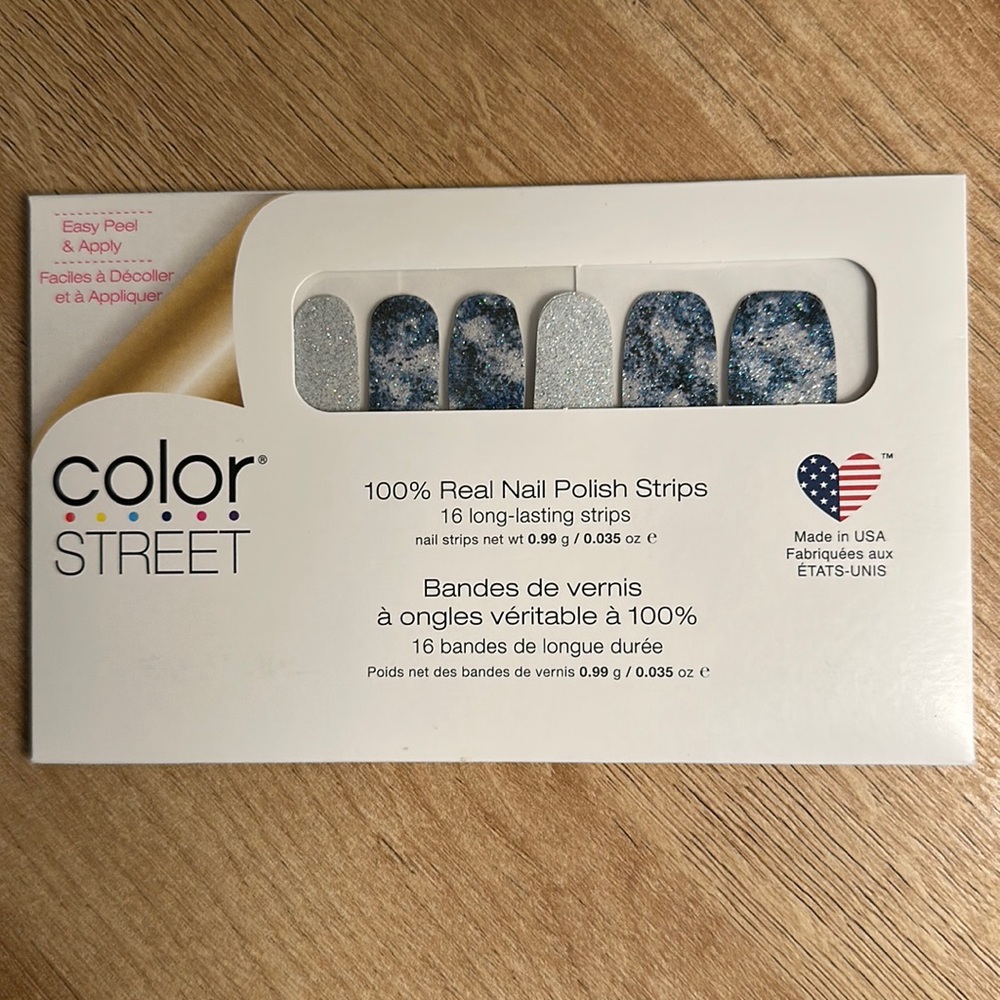 Easy Peel
& Apply
Faciles à Décoller
et à Appliquer
color®
STREET
100% Real Nail Polish Strips
16 long-lasting strips
nail strips net wt 0.99 g / 0.035 oz ℮
Bandes de vernis
à ongles véritable à 100%
16 bandes de longue durée
Poids net des bandes de vernis 0.99 g / 0.035 oz ℮
™
Made in USA
Fabriquées aux
ÉTATS-UNIS